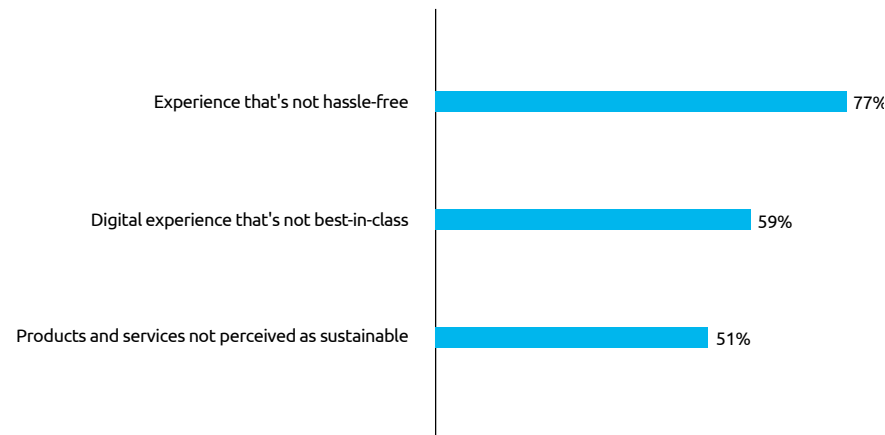 Experience that's not hassle-free
77%
Digital experience that's not best-in-class
59%
Products and services not perceived as sustainable
51%